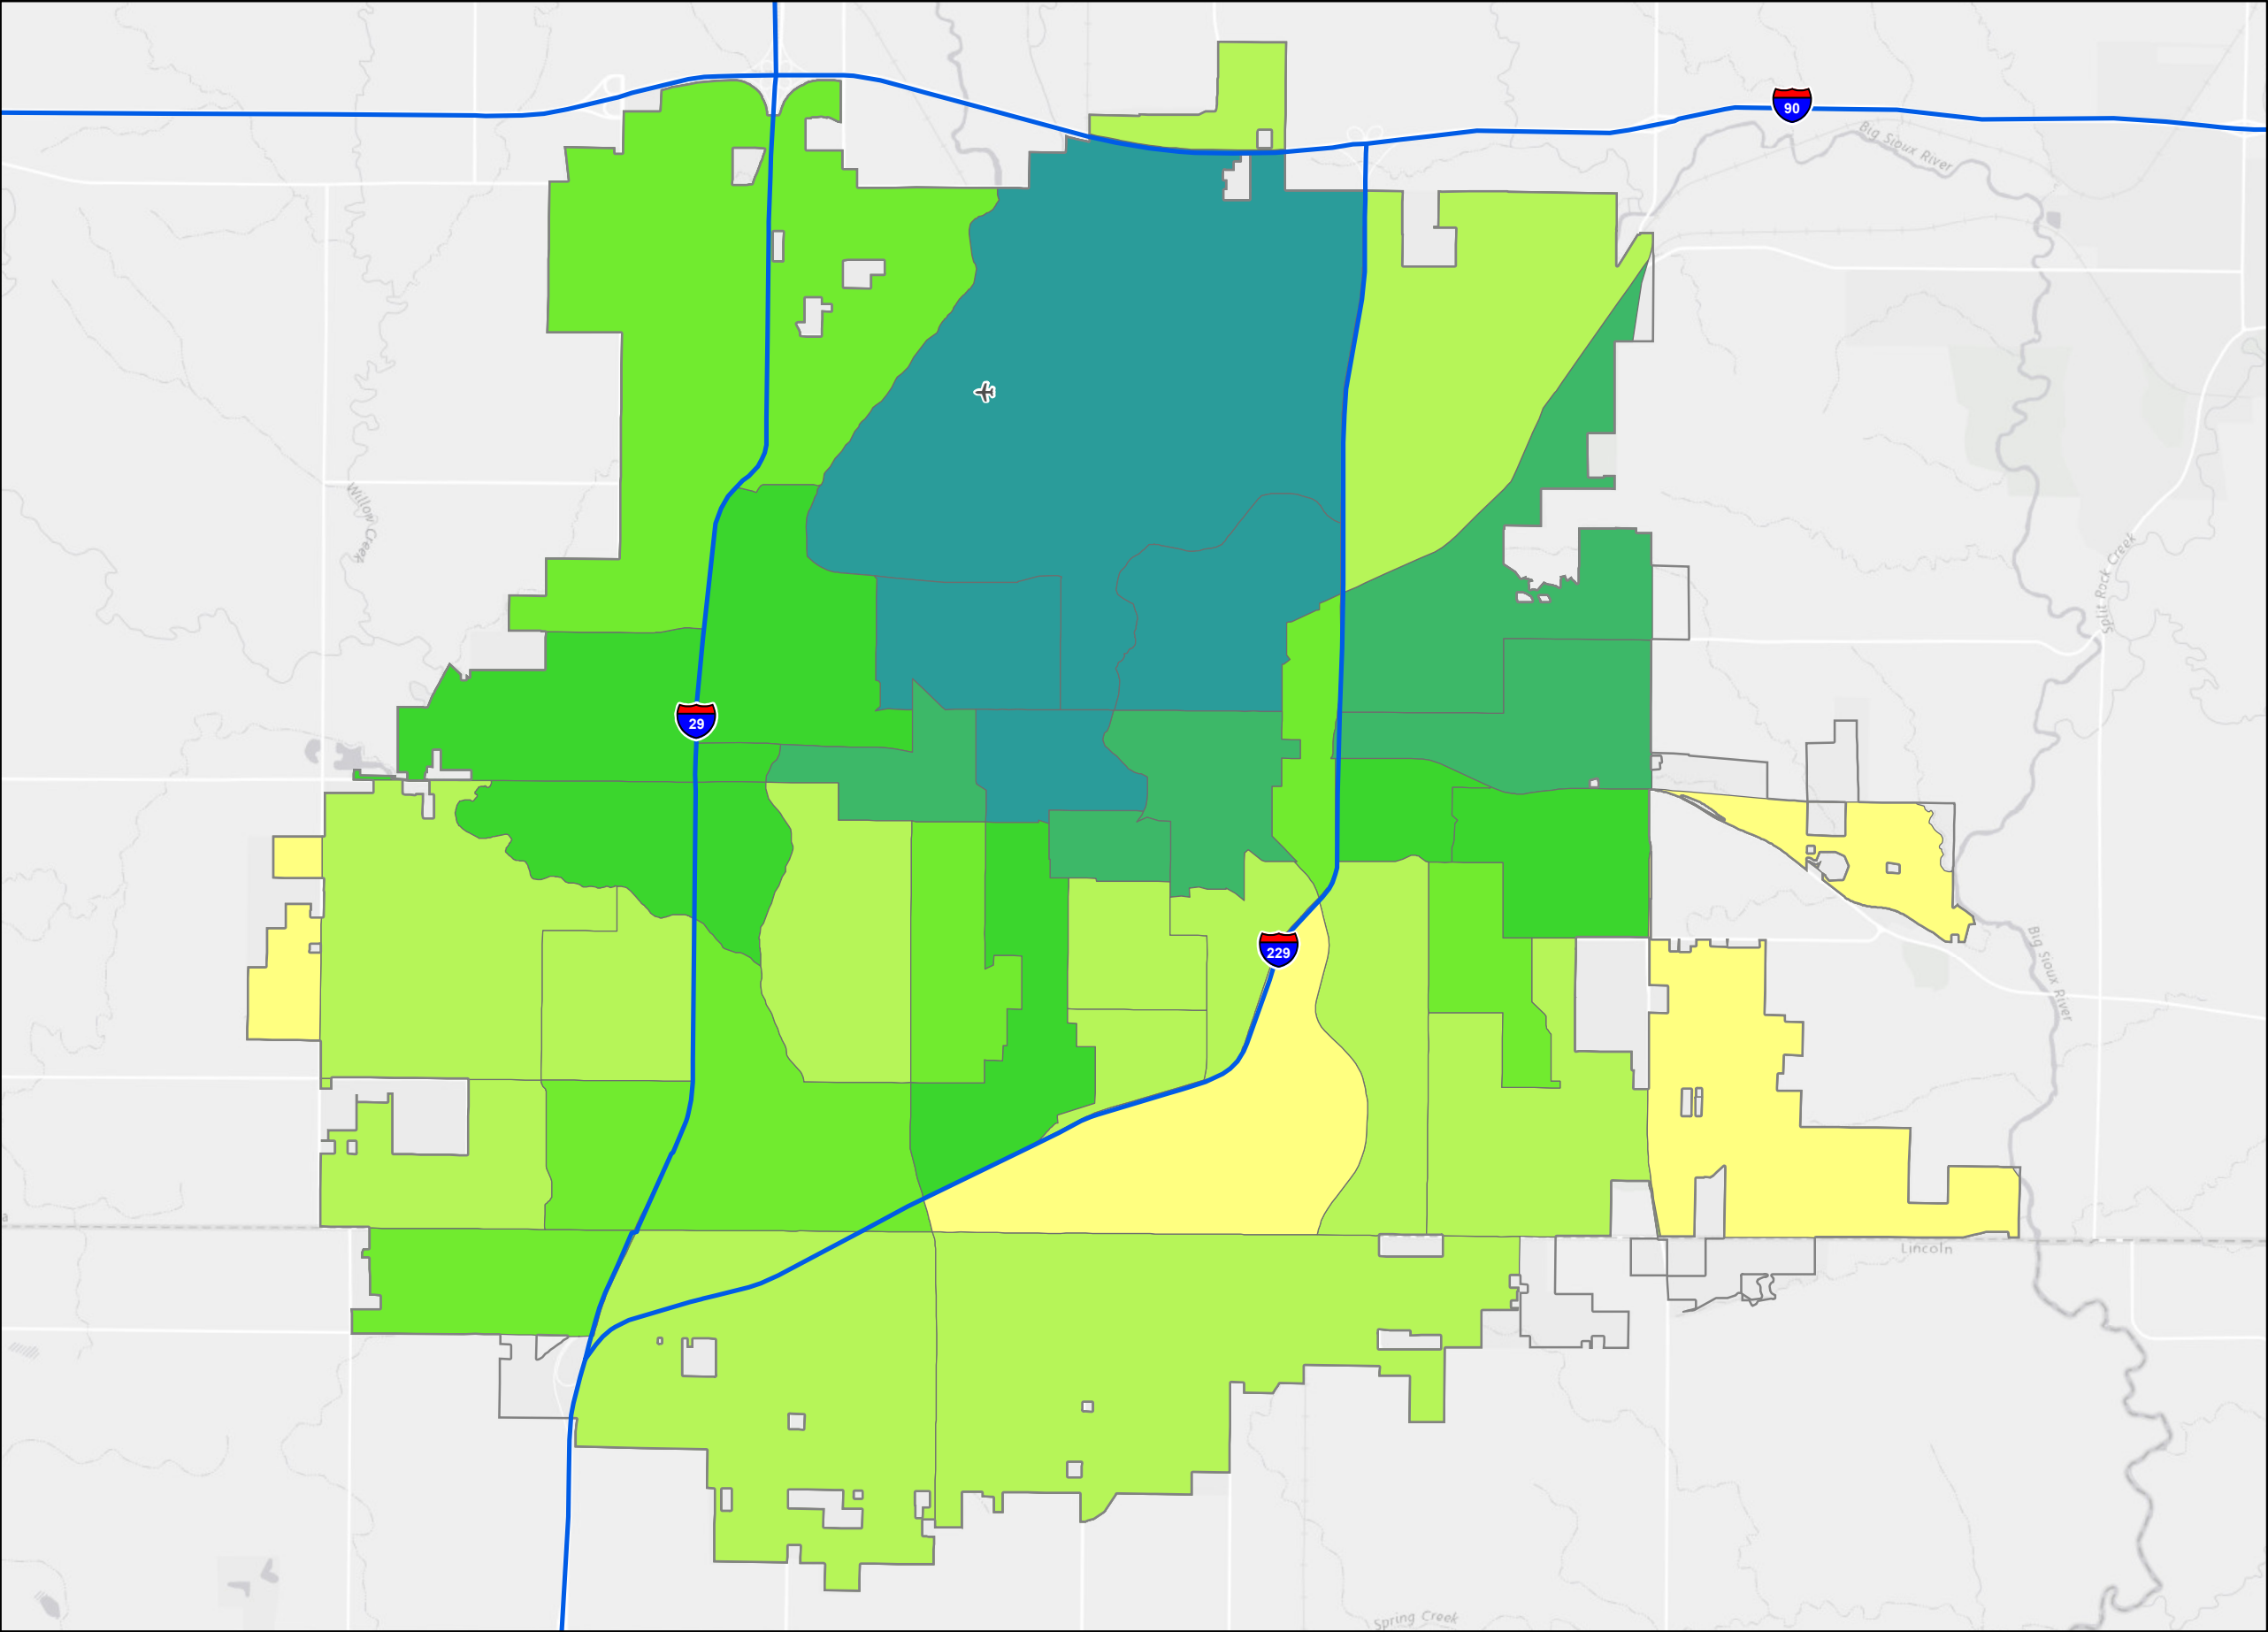 90
Big Sioux River
Willow Creek
Split Rock Creek
29
229
Big Sioux River
a
Lincoln
Spring Creek